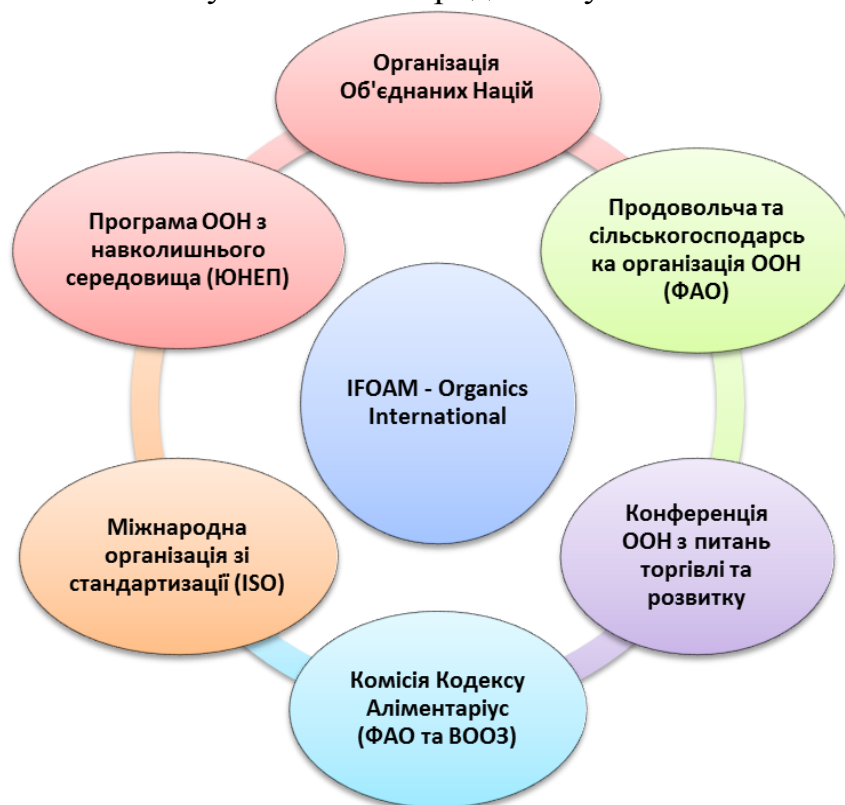 Організація
Об'єднаних Націй
Програма ООН з
навколишнього
середовища (ЮНЕП)
Продовольча та
сільськогосподарсь
ка організація ООН
(ФАО)
IFOAM - Organics
International
Міжнародна
організація зі
стандартизації (ISO)
Конференція
ООН з питань
торгівлі та
розвитку
Комісія Кодексу
Аліментаріус
(ФАО та ВООЗ)